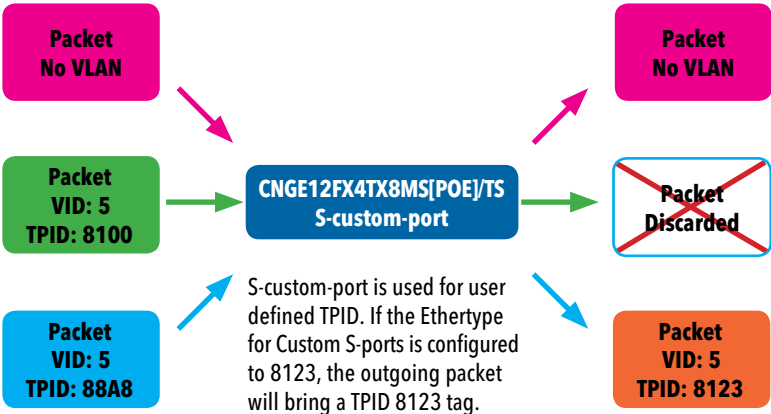 Packet
No VLAN
Packet
No VLAN
Packet
VID: 5
TPID: 8100
CNGE12FX4TX8MS[POE]/TS
S-custom-port
Packet
Discarded
Packet
VID: 5
TPID: 88A8
S-custom-port is used for user
defined TPID. If the Ethertype
for Custom S-ports is configured
to 8123, the outgoing packet
will bring a TPID 8123 tag.
Packet
VID: 5
TPID: 8123